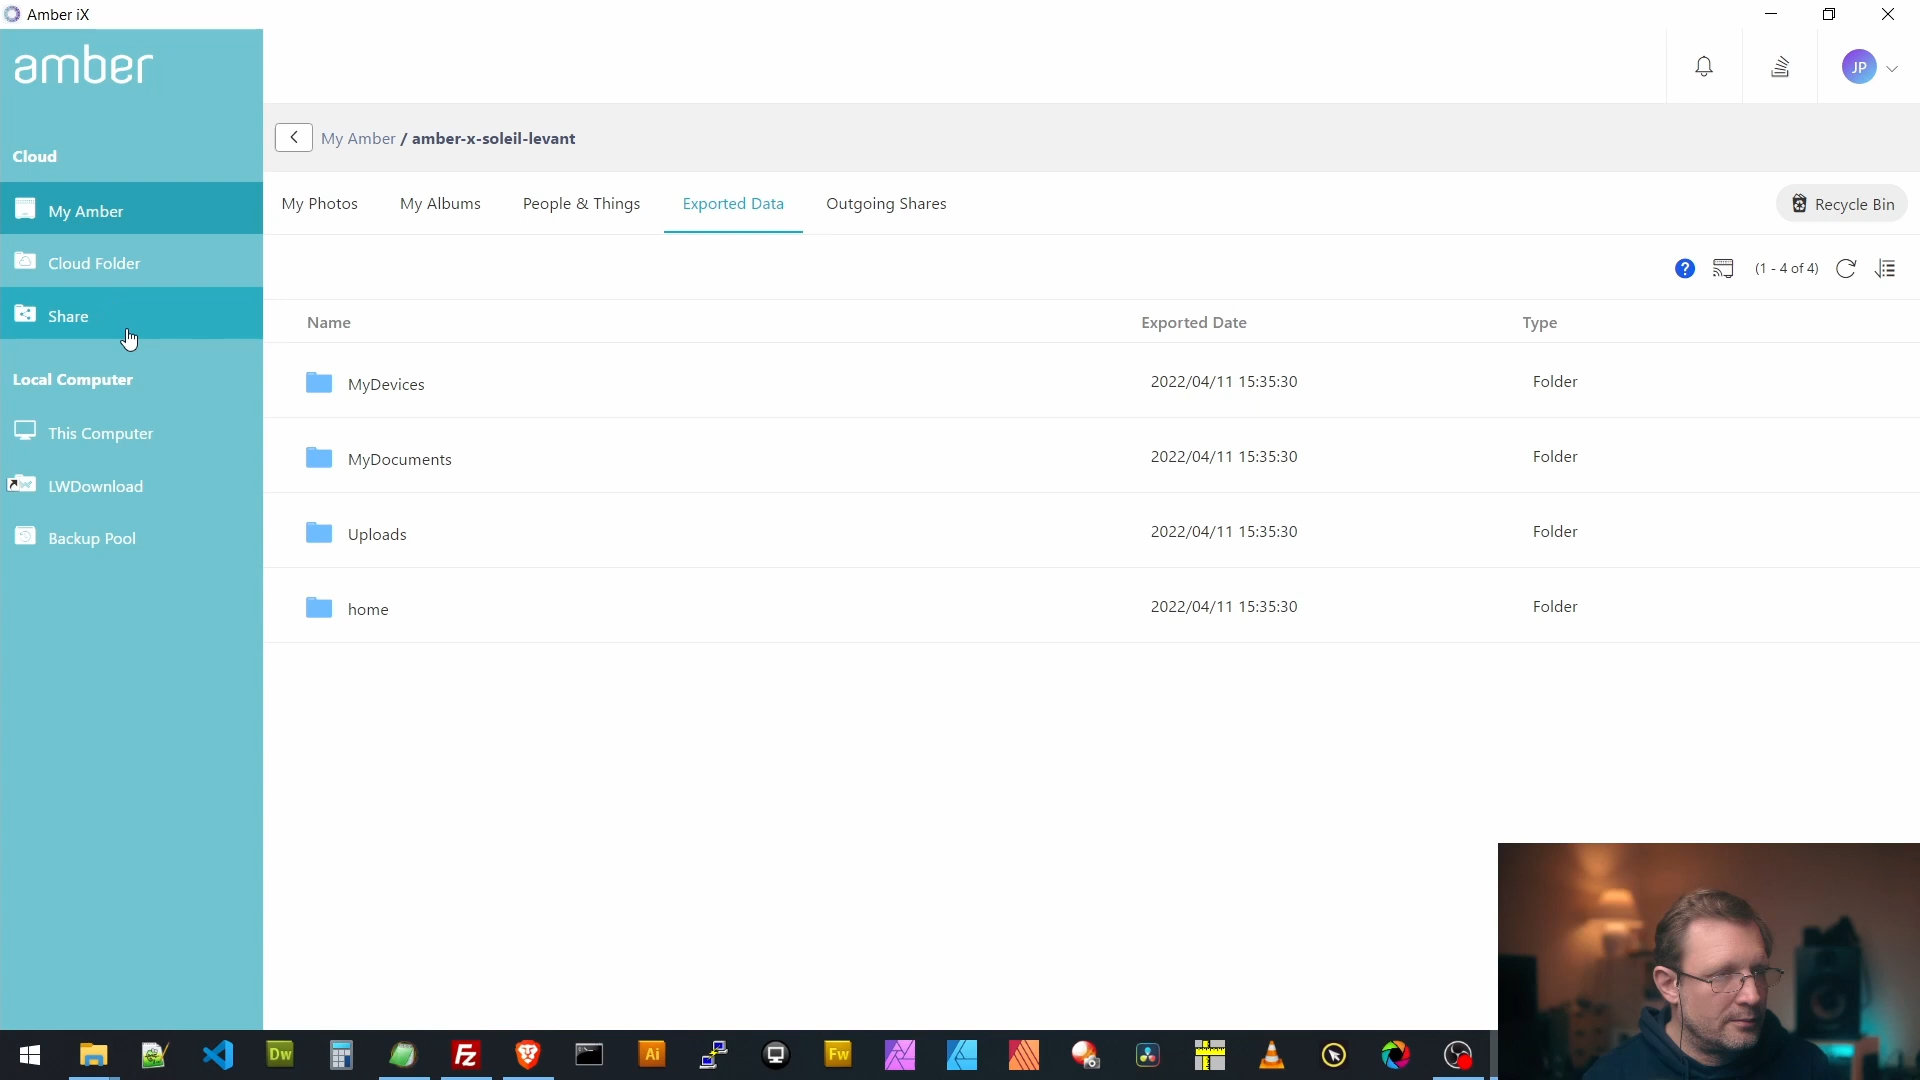 Amber iX
amber
JP
My Amber / amber-x-soleil-levant
Cloud
My Amber
Cloud Folder
Share
Local Computer
This Computer
LWDownload
Backup Pool
My Photos
My Albums
People & Things
Exported Data
Outgoing Shares
Recycle Bin
?
(1 - 4 of 4)
Name
Exported Date
Type
MyDevices
2022/04/11 15:35:30
Folder
MyDocuments
2022/04/11 15:35:30
Folder
Uploads
2022/04/11 15:35:30
Folder
home
2022/04/11 15:35:30
Folder
Dw
FZ
Ai
Fw